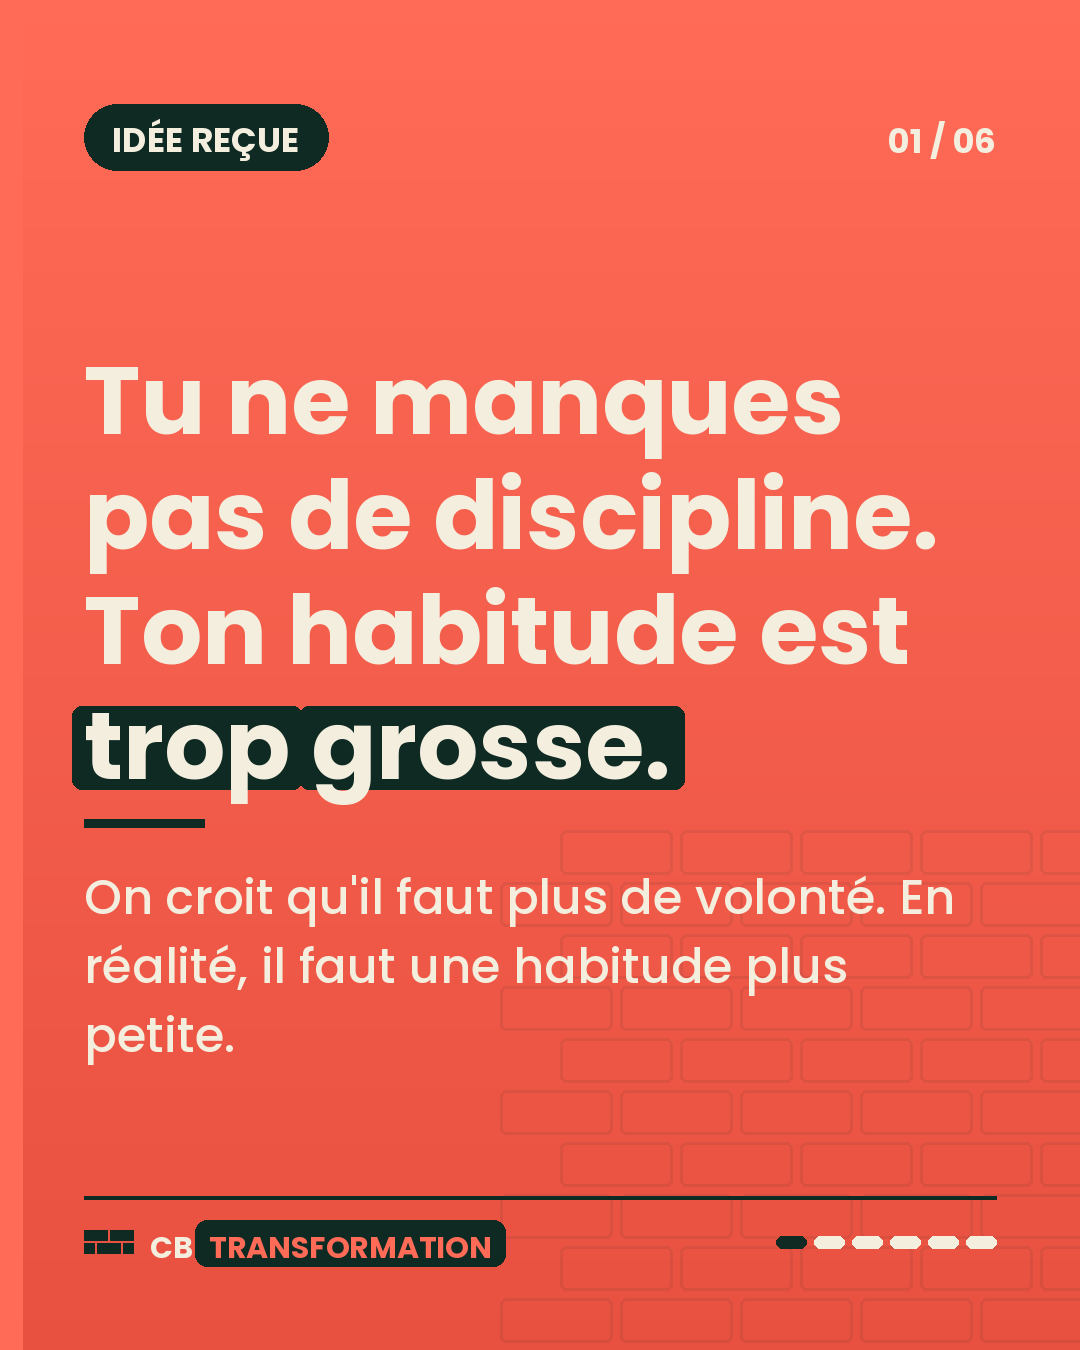 IDÉE REÇUE
01 / 06
Tu ne manques
pas de discipline.
Ton habitude est
trop grosse.
On croit qu'il faut plus de volonté. En
réalité, il faut une habitude plus
petite.
CB TRANSFORMATION